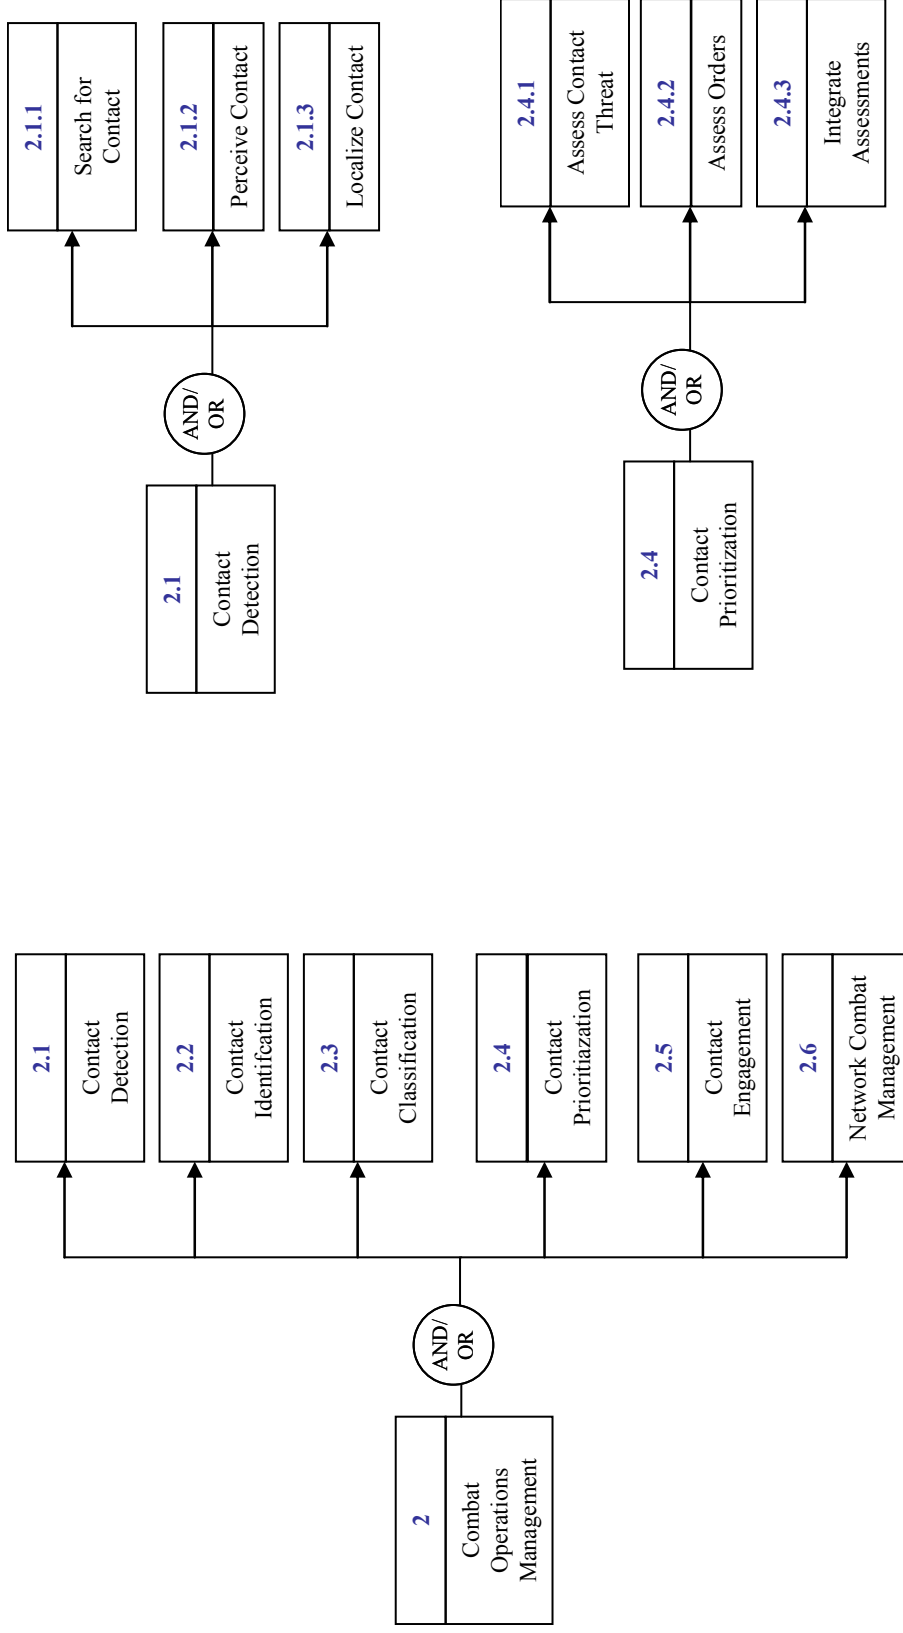 2
Combat
Operations
Management
AND/
OR
2.1
Contact
Detection
2.2
Contact
Identifcation
2.3
Contact
Classification
2.4
Contact
Prioritiazation
2.5
Contact
Engagement
2.6
Network Combat
Management
2.1
Contact
Detection
AND/
OR
2.1.1
Search for
Contact
2.1.2
Perceive Contact
2.1.3
Localize Contact
2.4
Contact
Prioritization
AND/
OR
2.4.1
Assess Contact
Threat
2.4.2
Assess Orders
2.4.3
Integrate
Assessments